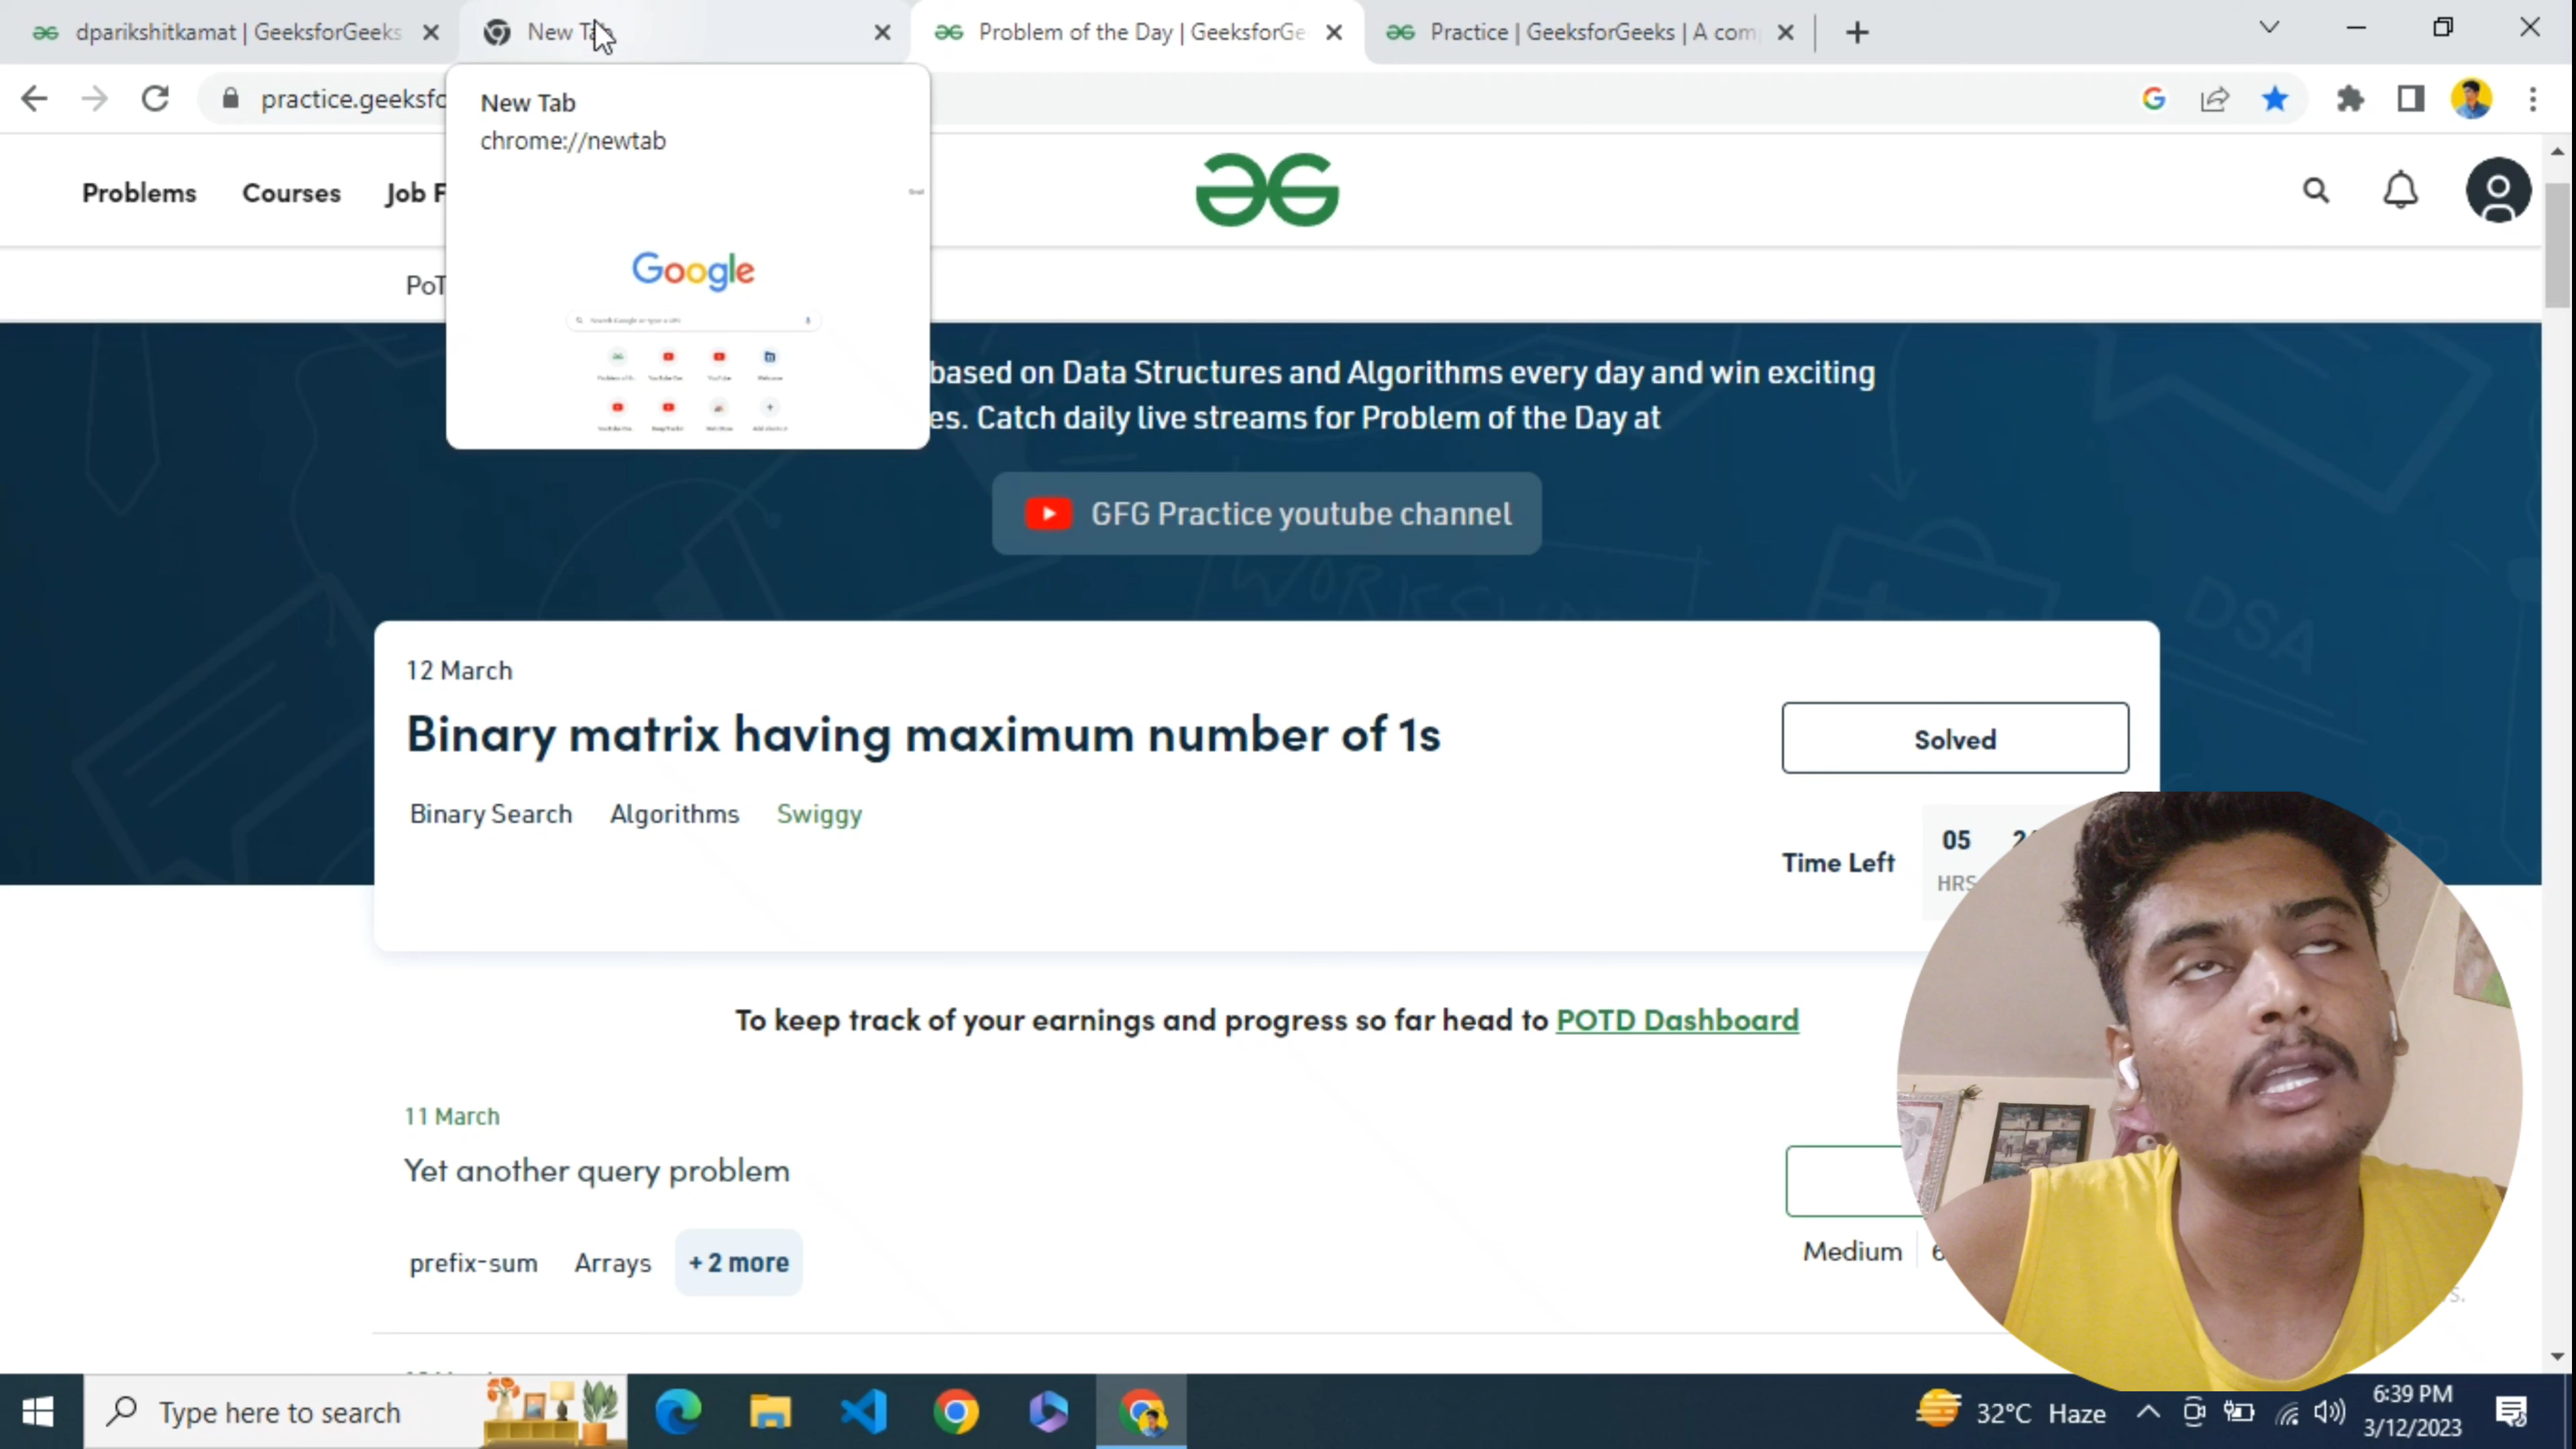 dparikshitkamat | GeeksforGeeks
New Tab
Problem of the Day | GeeksforGe
Practice | GeeksforGeeks | A com
practice.geeksfo
New Tab
chrome://newtab
Problems
Courses
Job F
Google
PoT
based on Data Structures and Algorithms every day and win exciting
es. Catch daily live streams for Problem of the Day at
GFG Practice youtube channel
12 March
Binary matrix having maximum number of 1s
Solved
Binary Search
Algorithms
Swiggy
Time Left
05
HRS
To keep track of your earnings and progress so far head to POTD Dashboard
11 March
Yet another query problem
prefix-sum
Arrays
+ 2 more
Medium
Type here to search
32°C Haze
6:39 PM
3/12/2023